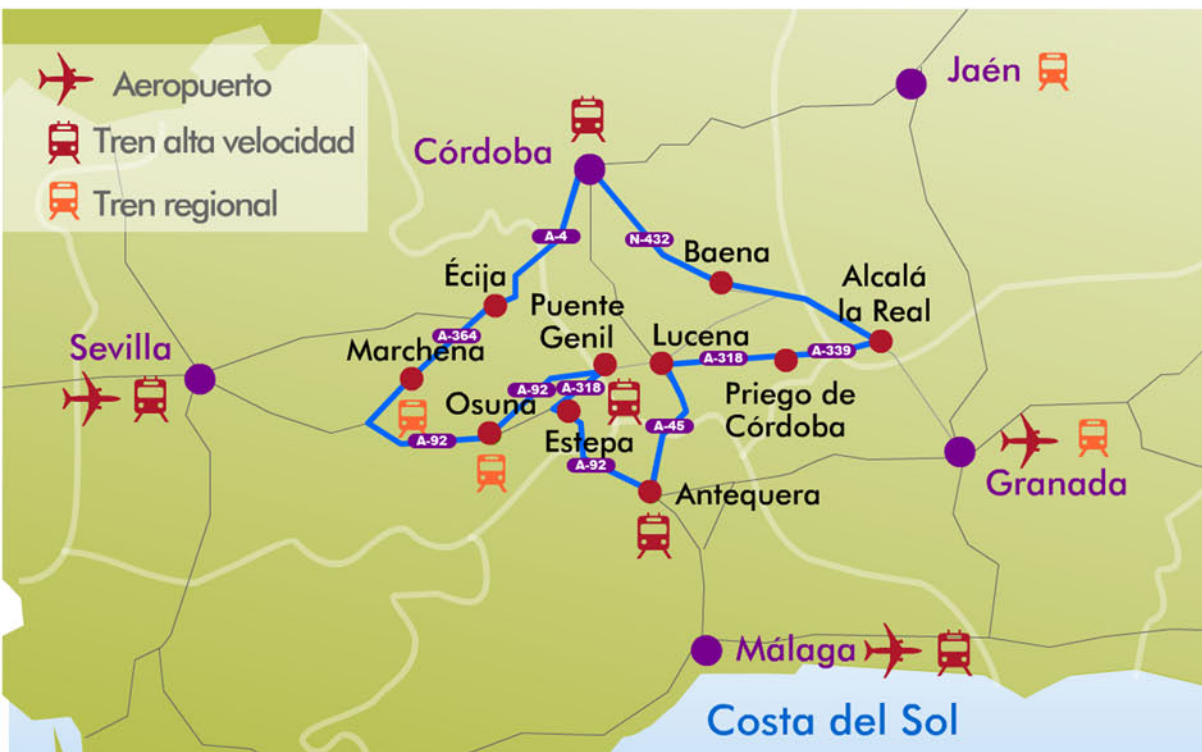 Aeropuerto
Tren alta velocidad
Tren regional
Jaén
Córdoba
A-4
N-432
Baena
Écija
Alcalá
la Real
Puente
Genil
A-364
Lucena
A-318
A-339
Sevilla
Marchena
A-92
A-318
Osuna
Priego de
Córdoba
A-45
A-92
Estepa
A-92
Granada
Antequera
Málaga
Costa del Sol